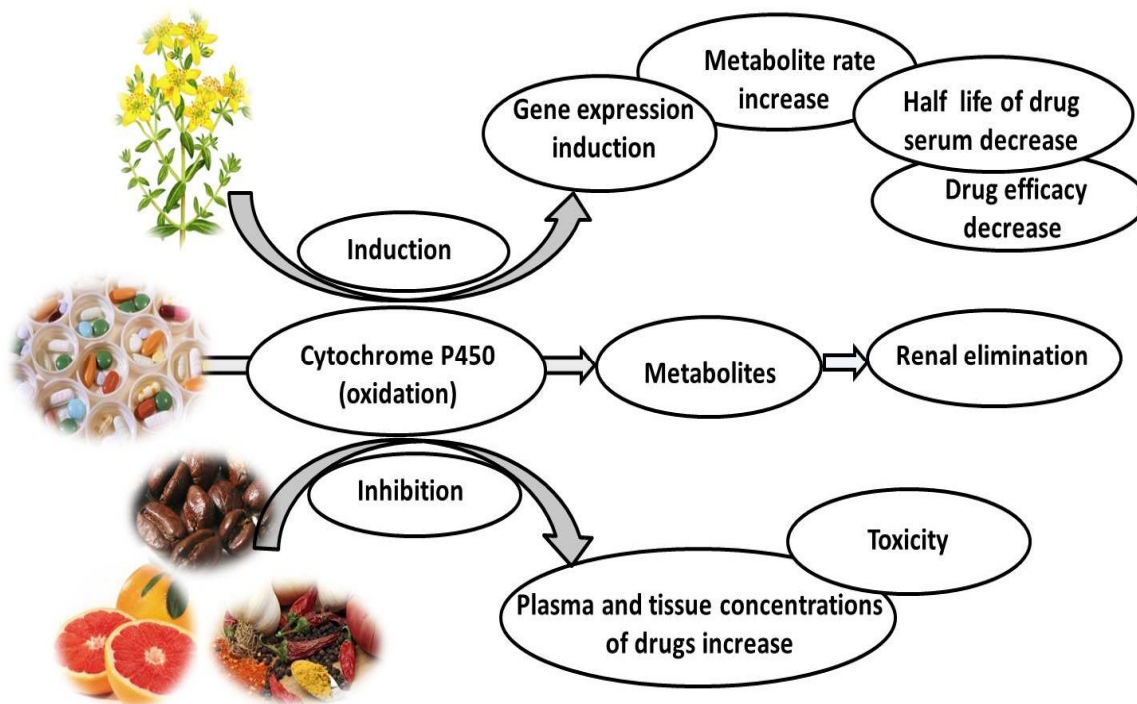 Metabolite rate
increase
Gene expression
induction
Half life of drug
serum decrease
Drug efficacy
decrease
Induction
Cytochrome P450
(oxidation)
Metabolites
Renal elimination
Inhibition
Toxicity
Plasma and tissue concentrations
of drugs increase